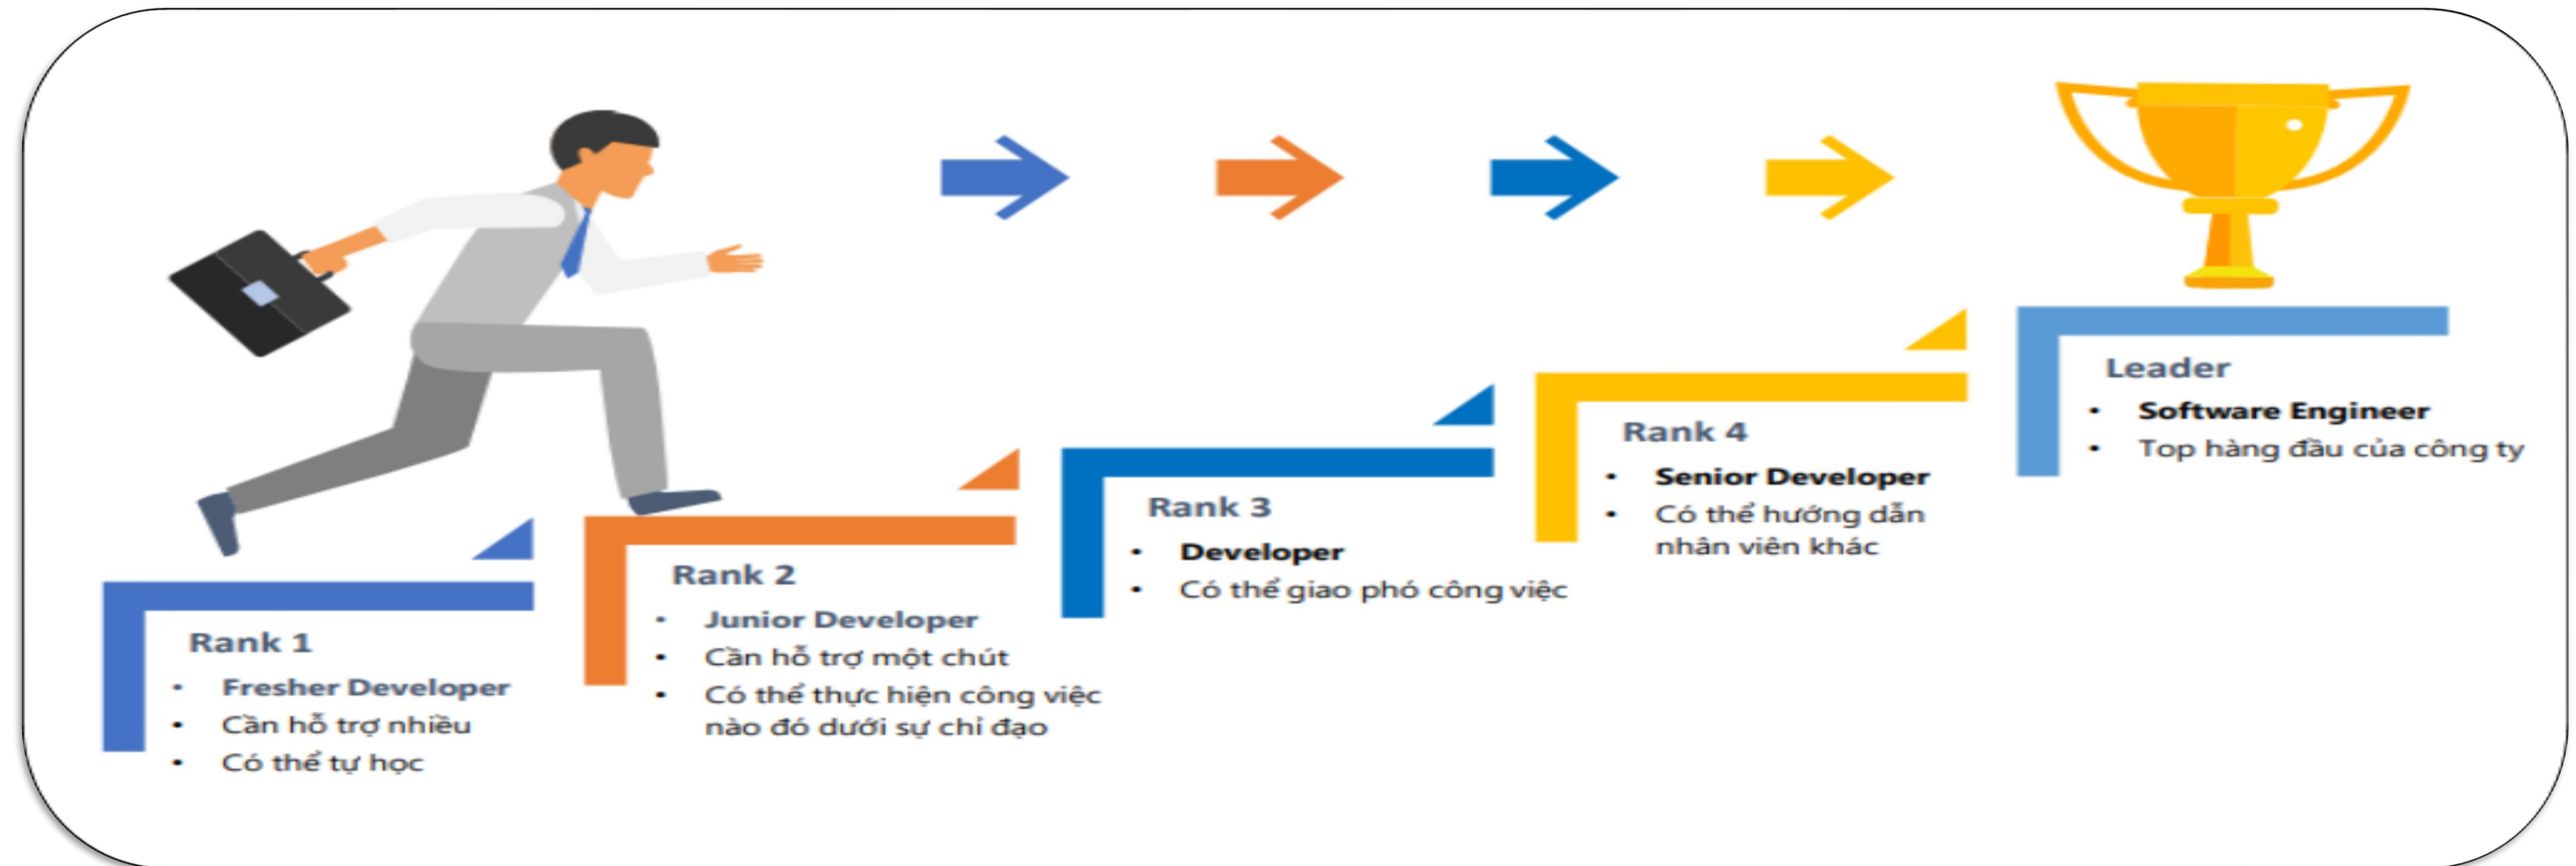 Rank 1
• Fresher Developer
• Cần hỗ trợ nhiều
• Có thể tự học
Rank 2
• Junior Developer
• Cần hỗ trợ một chút
• Có thể thực hiện công việc
nào đó dưới sự chỉ đạo
Rank 3
• Developer
• Có thể giao phó công việc
Rank 4
• Senior Developer
• Có thể hướng dẫn
nhân viên khác
Leader
• Software Engineer
• Top hàng đầu của công ty